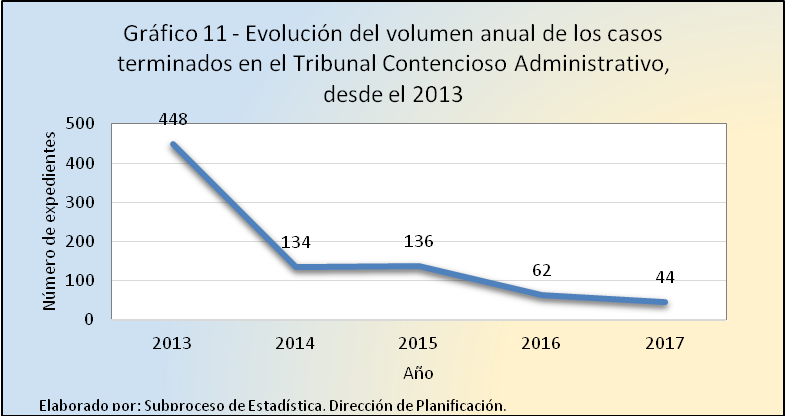 Gráfico 11 - Evolución del volumen anual de los casos
terminados en el Tribunal Contencioso Administrativo,
desde el 2013
Número de expedientes
500
400
300
200
100
0
448
134
136
62
44
2013
2014
2015
2016
2017
Año
Elaborado por: Subproceso de Estadística. Dirección de Planificación.